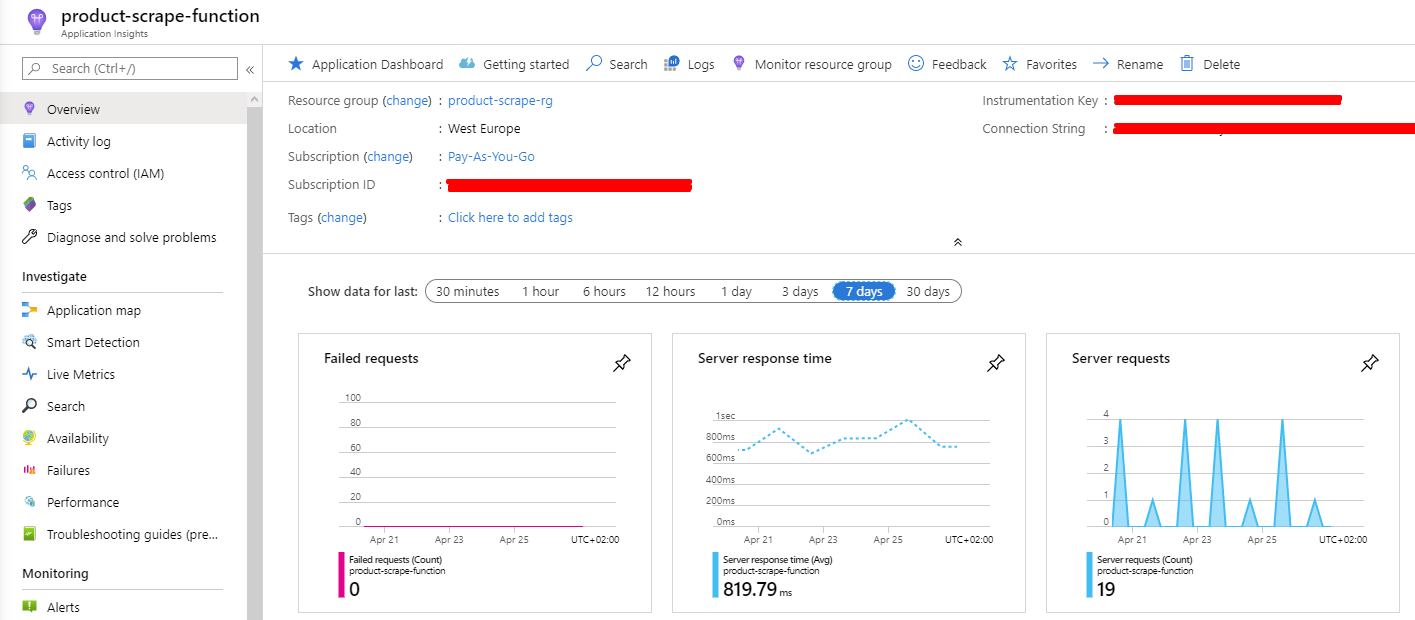 product-scrape-function
Application Insights
Search (Ctrl+/)
«
Overview
Activity log
Access control (IAM)
Tags
Diagnose and solve problems
Investigate
Application map
Smart Detection
Live Metrics
Search
Availability
Failures
Performance
Troubleshooting guides (pre...
Monitoring
Alerts
Application Dashboard Getting started Search Logs Monitor resource group Feedback Favorites Rename Delete
Resource group (change) : product-scrape-rg
Location : West Europe
Subscription (change) : Pay-As-You-Go
Subscription ID :
Tags (change) : Click here to add tags
Instrumentation Key :
Connection String :
Show data for last: 30 minutes 1 hour 6 hours 12 hours 1 day 3 days 7 days 30 days
Failed requests
100
80
60
40
20
0
Apr 21 Apr 23 Apr 25 UTC+02:00
Failed requests (Count)
product-scrape-function
0
Server response time
1sec
800ms
600ms
400ms
200ms
0ms
Apr 21 Apr 23 Apr 25 UTC+02:00
Server response time (Avg)
product-scrape-function
819.79 ms
Server requests
4
3
2
1
0
Apr 21 Apr 23 Apr 25 UTC+02:00
Server requests (Count)
product-scrape-function
19